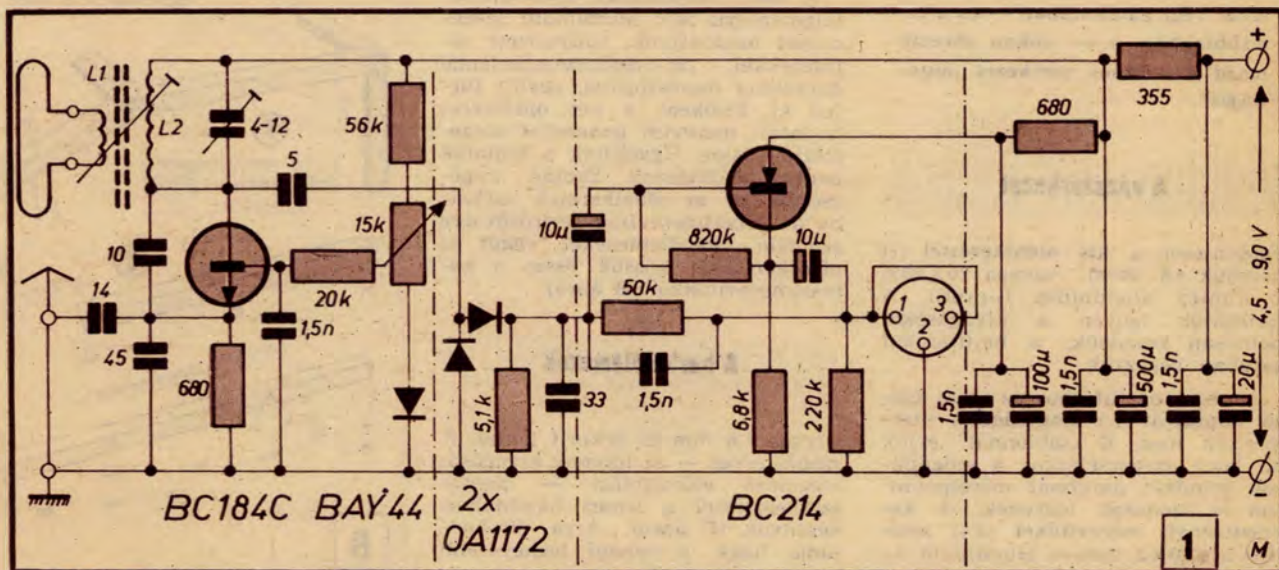 L1
L2
4-12
5
10
14
45
680
1,5n
20k
56k
15k
BC184C
BAY44
2x
OA1172
5,1k
33
10µ
50k
1,5n
820k
10µ
6,8k
220k
BC214
1
2
3
680
355
1,5n
100µ
1,5n
500µ
1,5n
20µ
+
4,5...9,0 V
-
M
1